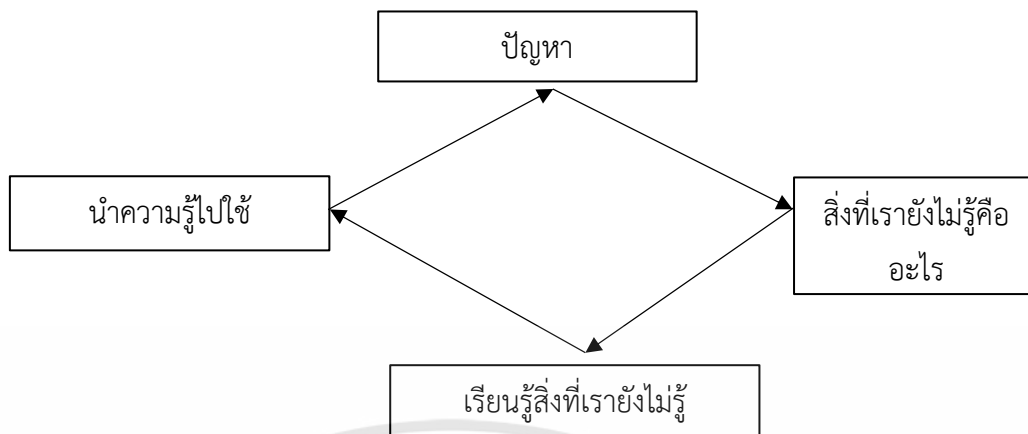 ปัญหา
นำความรู้ไปใช้
สิ่งที่เรายังไม่รู้คือ
อะไร
เรียนรู้สิ่งที่เรายังไม่รู้